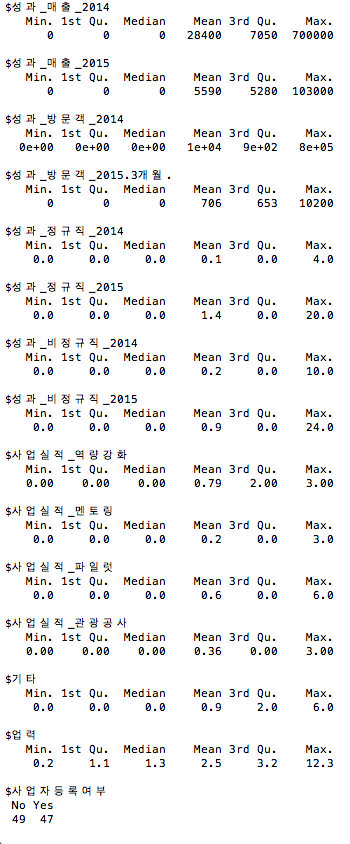 $성과_매출_2014
Min. 1st Qu. Median Mean 3rd Qu. Max.
0 0 0 28400 7050 700000
$성과_매출_2015
Min. 1st Qu. Median Mean 3rd Qu. Max.
0 0 0 5590 5280 103000
$성과_방문객_2014
Min. 1st Qu. Median Mean 3rd Qu. Max.
0e+00 0e+00 0e+00 1e+04 9e+02 8e+05
$성과_방문객_2015.3개월.
Min. 1st Qu. Median Mean 3rd Qu. Max.
0 0 0 706 653 10200
$성과_정규직_2014
Min. 1st Qu. Median Mean 3rd Qu. Max.
0.0 0.0 0.0 0.1 0.0 4.0
$성과_정규직_2015
Min. 1st Qu. Median Mean 3rd Qu. Max.
0.0 0.0 0.0 1.4 0.0 20.0
$성과_비정규직_2014
Min. 1st Qu. Median Mean 3rd Qu. Max.
0.0 0.0 0.0 0.2 0.0 10.0
$성과_비정규직_2015
Min. 1st Qu. Median Mean 3rd Qu. Max.
0.0 0.0 0.0 0.9 0.0 24.0
$사업실적_역량강화
Min. 1st Qu. Median Mean 3rd Qu. Max.
0.00 0.00 0.00 0.79 2.00 3.00
$사업실적_멘토링
Min. 1st Qu. Median Mean 3rd Qu. Max.
0.0 0.0 0.0 0.2 0.0 3.0
$사업실적_파일럿
Min. 1st Qu. Median Mean 3rd Qu. Max.
0.0 0.0 0.0 0.6 0.0 6.0
$사업실적_관광공사
Min. 1st Qu. Median Mean 3rd Qu. Max.
0.00 0.00 0.00 0.36 0.00 3.00
$기타
Min. 1st Qu. Median Mean 3rd Qu. Max.
0.0 0.0 0.0 0.9 2.0 6.0
$업력
Min. 1st Qu. Median Mean 3rd Qu. Max.
0.2 1.1 1.3 2.5 3.2 12.3
$사업자등록여부
No Yes
49 47